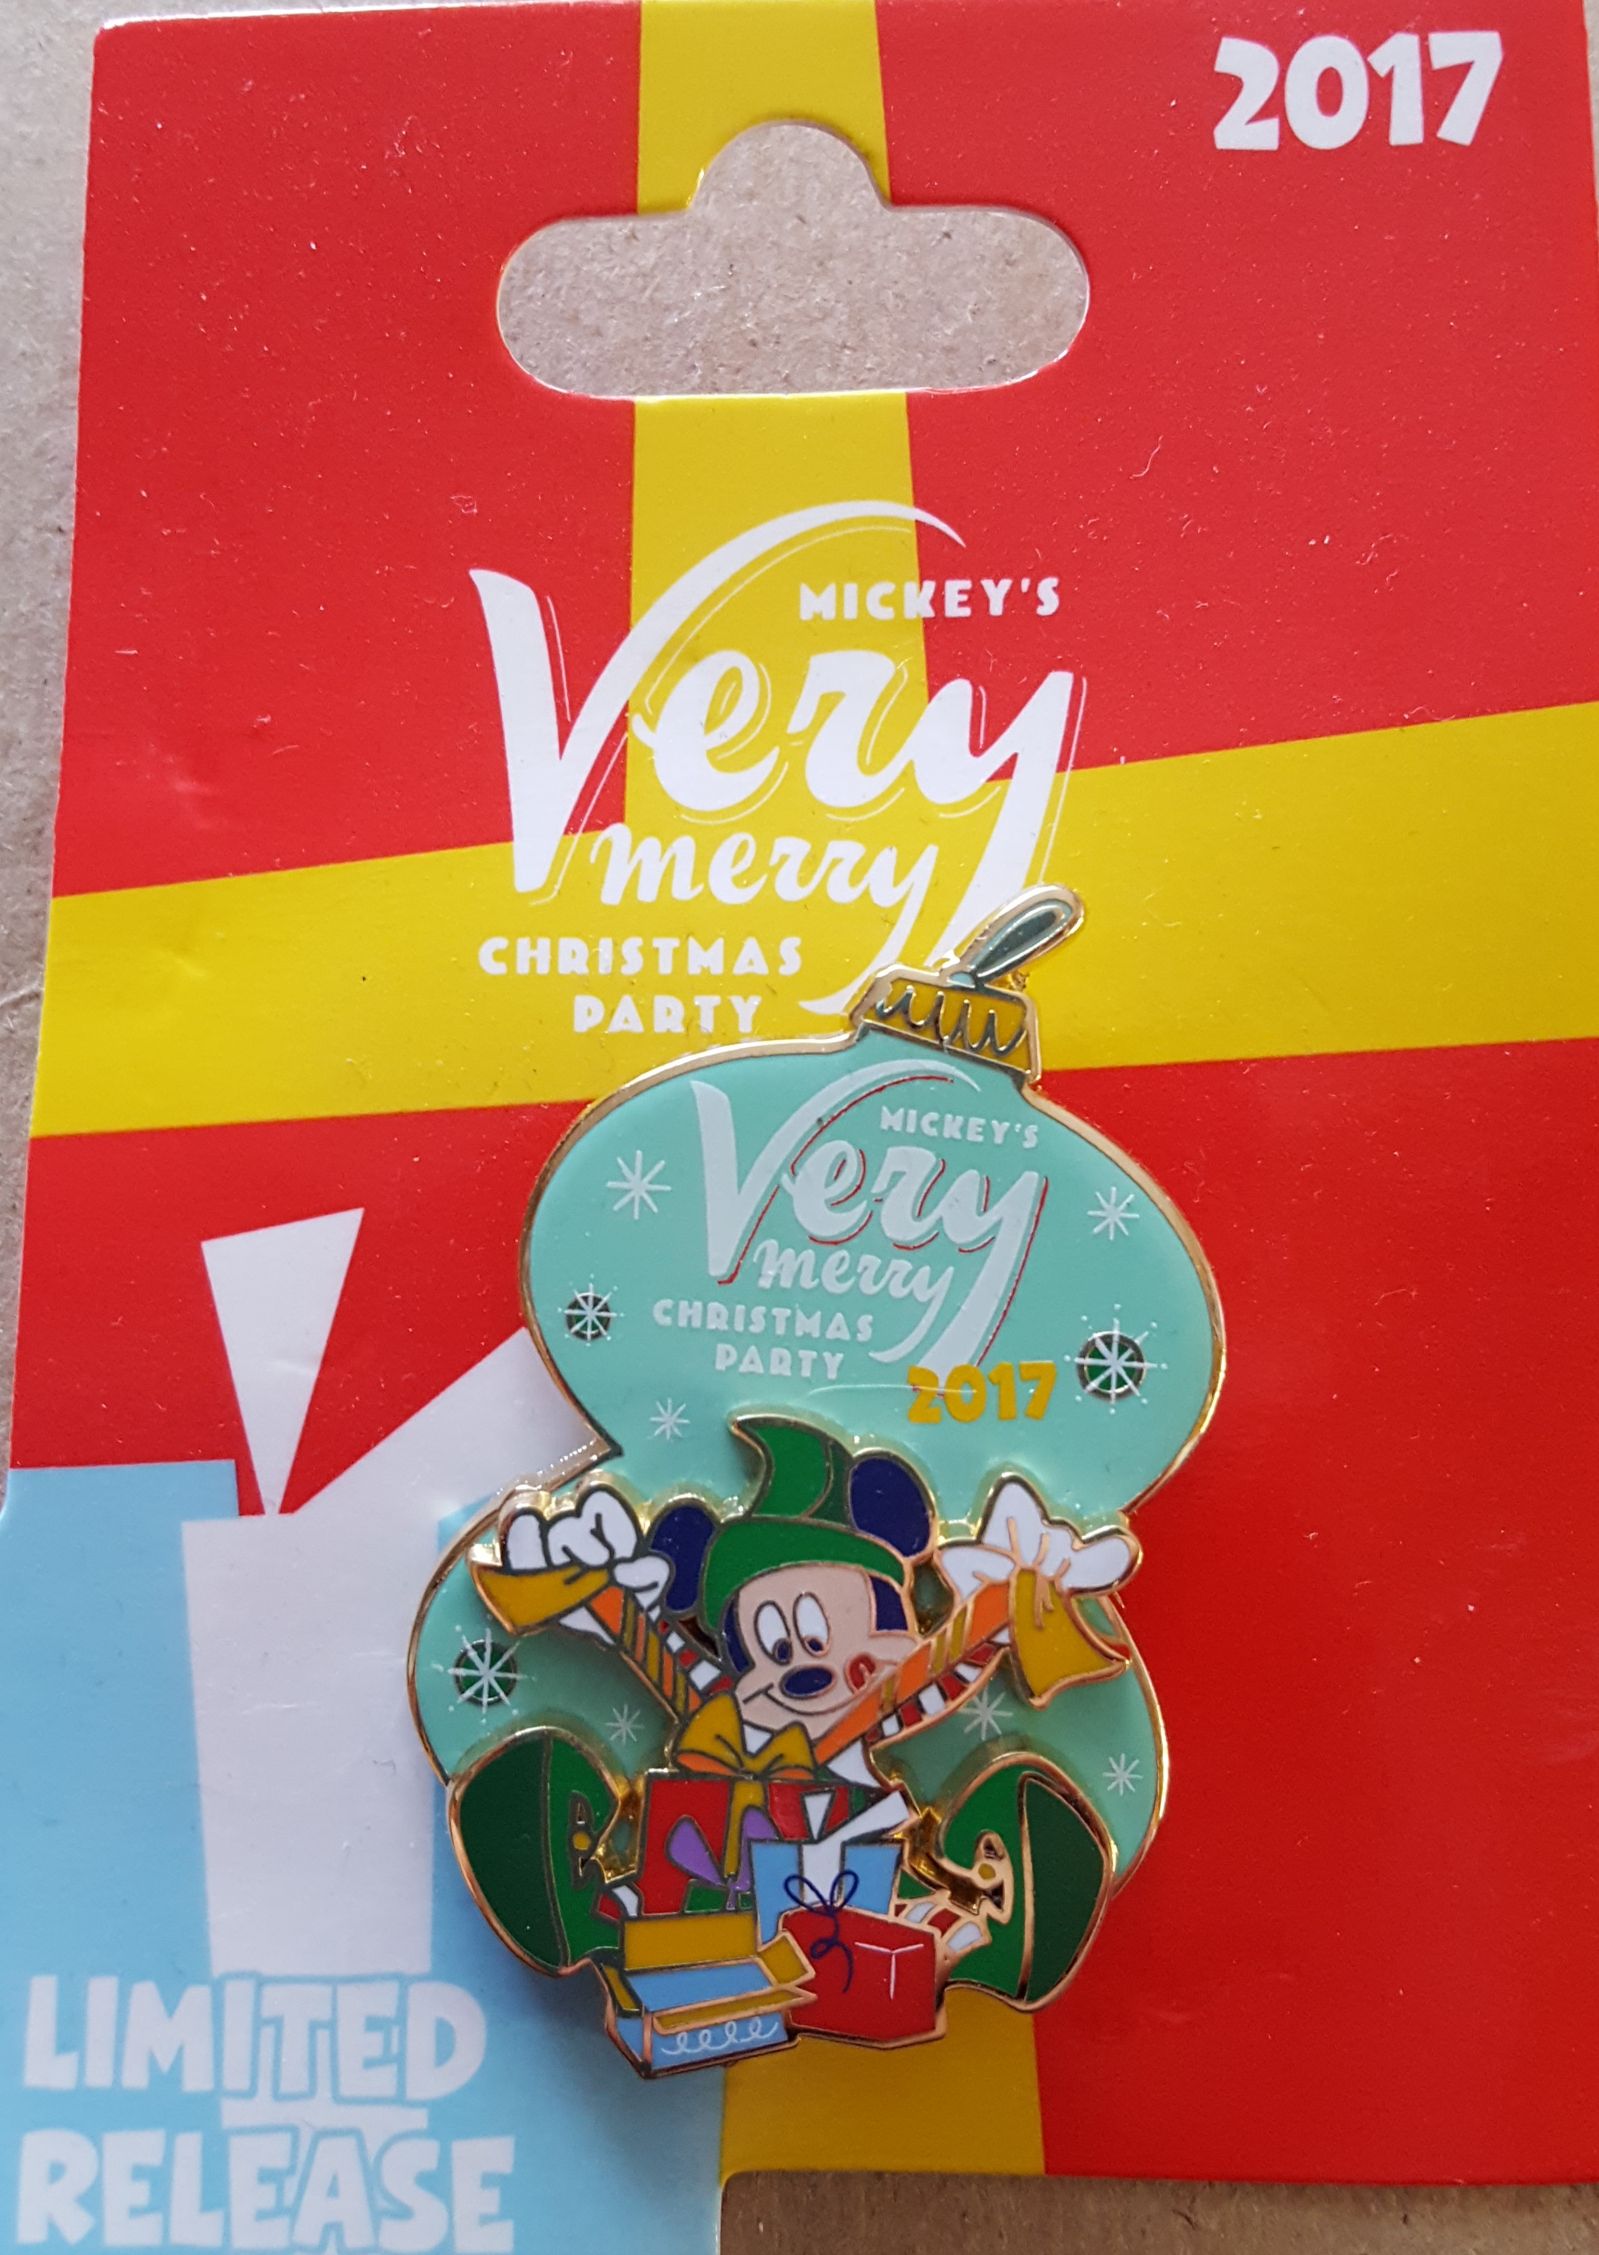 2017
MICKEY'S
Very
merry
CHRISTMAS
PARTY
MICKEY'S
Very
merry
CHRISTMAS
PARTY
2017
LIMITED
RELEASE